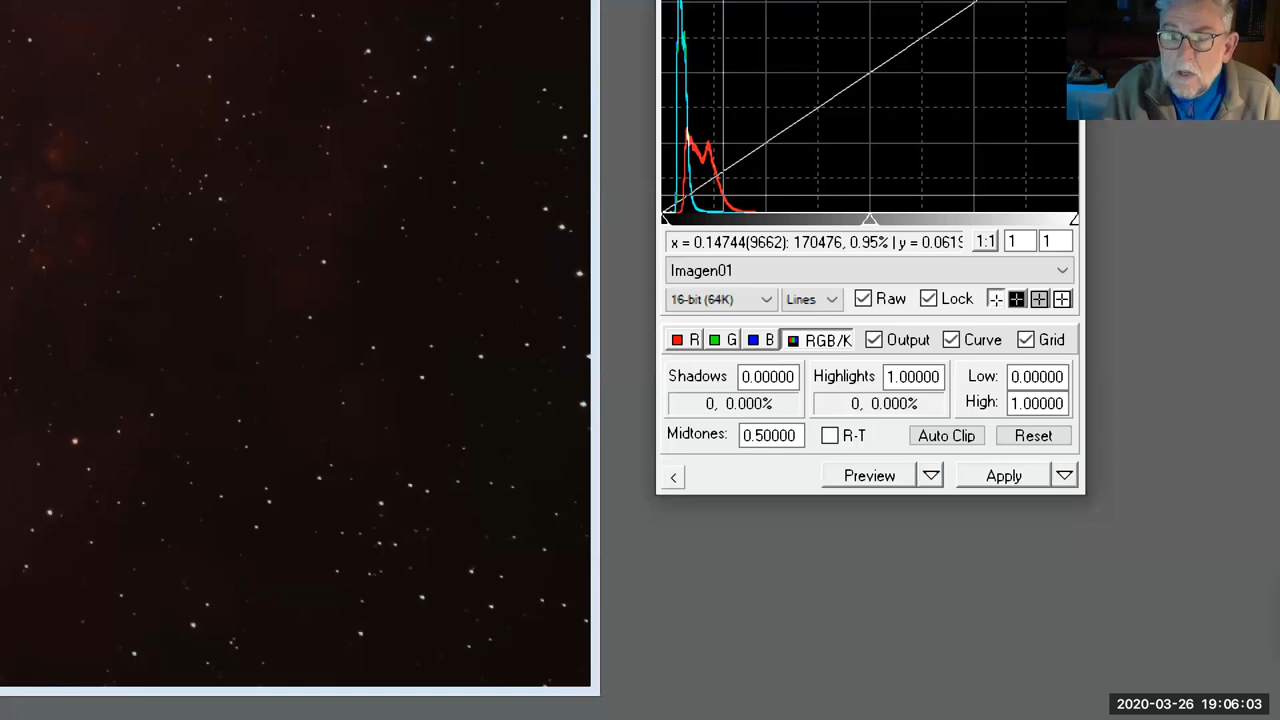 x = 0.14744(9662): 170476, 0.95% | y = 0.0619
1:1 1 1
Imagen01
16-bit (64K) Lines Raw Lock
R G B RGB/K Output Curve Grid
Shadows 0.00000 Highlights 1.00000 Low: 0.00000
0, 0.000% 0, 0.000% High: 1.00000
Midtones: 0.50000 R-T Auto Clip Reset
< Preview Apply
2020-03-26 19:06:03